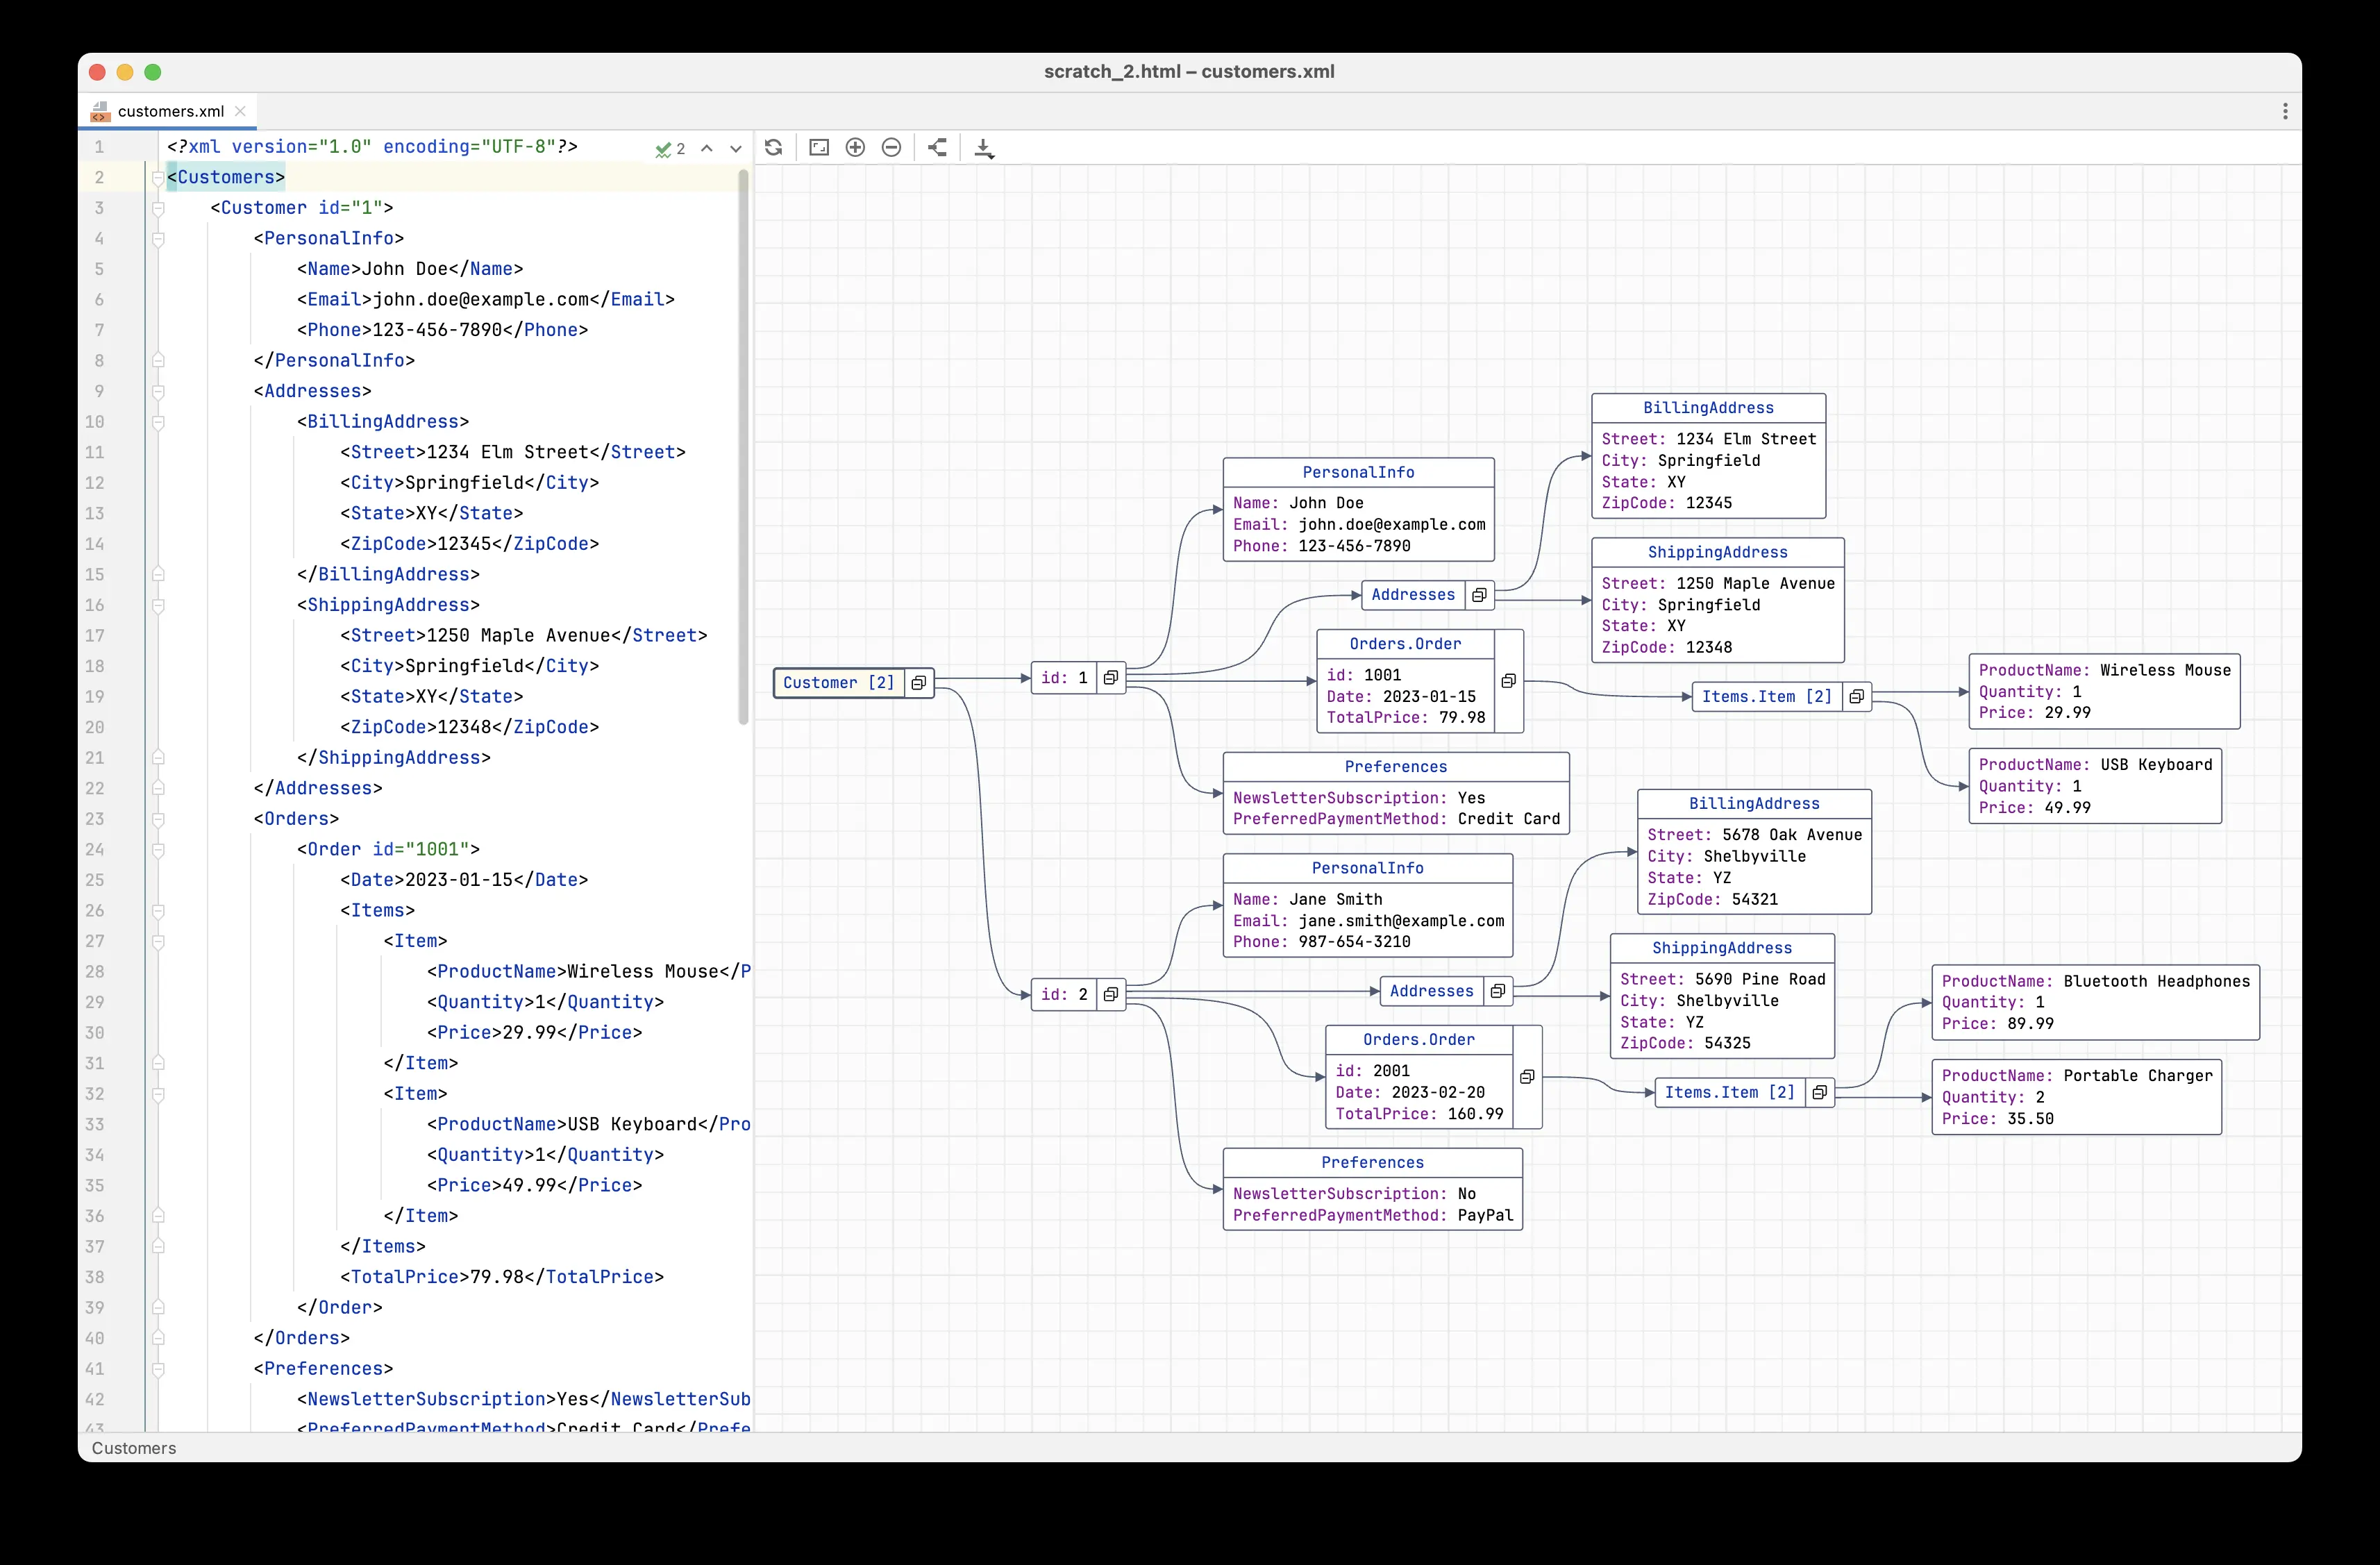 scratch_2.html – customers.xml
customers.xml
1 <?xml version="1.0" encoding="UTF-8"?>
2
2 <Customers>
3 <Customer id="1">
4 <PersonalInfo>
5 <Name>John Doe</Name>
6 <Email>john.doe@example.com</Email>
7 <Phone>123-456-7890</Phone>
8 </PersonalInfo>
9 <Addresses>
10 <BillingAddress>
11 <Street>1234 Elm Street</Street>
12 <City>Springfield</City>
13 <State>XY</State>
14 <ZipCode>12345</ZipCode>
15 </BillingAddress>
16 <ShippingAddress>
17 <Street>1250 Maple Avenue</Street>
18 <City>Springfield</City>
19 <State>XY</State>
20 <ZipCode>12348</ZipCode>
21 </ShippingAddress>
22 </Addresses>
23 <Orders>
24 <Order id="1001">
25 <Date>2023-01-15</Date>
26 <Items>
27 <Item>
28 <ProductName>Wireless Mouse</P
29 <Quantity>1</Quantity>
30 <Price>29.99</Price>
31 </Item>
32 <Item>
33 <ProductName>USB Keyboard</Pro
34 <Quantity>1</Quantity>
35 <Price>49.99</Price>
36 </Item>
37 </Items>
38 <TotalPrice>79.98</TotalPrice>
39 </Order>
40 </Orders>
41 <Preferences>
42 <NewsletterSubscription>Yes</NewsletterSub
43 <PreferredPaymentMethod>Credit Card</Prefe
Customers
Customer [2]
id: 1
PersonalInfo
Name: John Doe
Email: john.doe@example.com
Phone: 123-456-7890
Addresses
BillingAddress
Street: 1234 Elm Street
City: Springfield
State: XY
ZipCode: 12345
ShippingAddress
Street: 1250 Maple Avenue
City: Springfield
State: XY
ZipCode: 12348
Orders.Order
id: 1001
Date: 2023-01-15
TotalPrice: 79.98
Items.Item [2]
ProductName: Wireless Mouse
Quantity: 1
Price: 29.99
ProductName: USB Keyboard
Quantity: 1
Price: 49.99
Preferences
NewsletterSubscription: Yes
PreferredPaymentMethod: Credit Card
id: 2
PersonalInfo
Name: Jane Smith
Email: jane.smith@example.com
Phone: 987-654-3210
Addresses
BillingAddress
Street: 5678 Oak Avenue
City: Shelbyville
State: YZ
ZipCode: 54321
ShippingAddress
Street: 5690 Pine Road
City: Shelbyville
State: YZ
ZipCode: 54325
Orders.Order
id: 2001
Date: 2023-02-20
TotalPrice: 160.99
Items.Item [2]
ProductName: Bluetooth Headphones
Quantity: 1
Price: 89.99
ProductName: Portable Charger
Quantity: 2
Price: 35.50
Preferences
NewsletterSubscription: No
PreferredPaymentMethod: PayPal